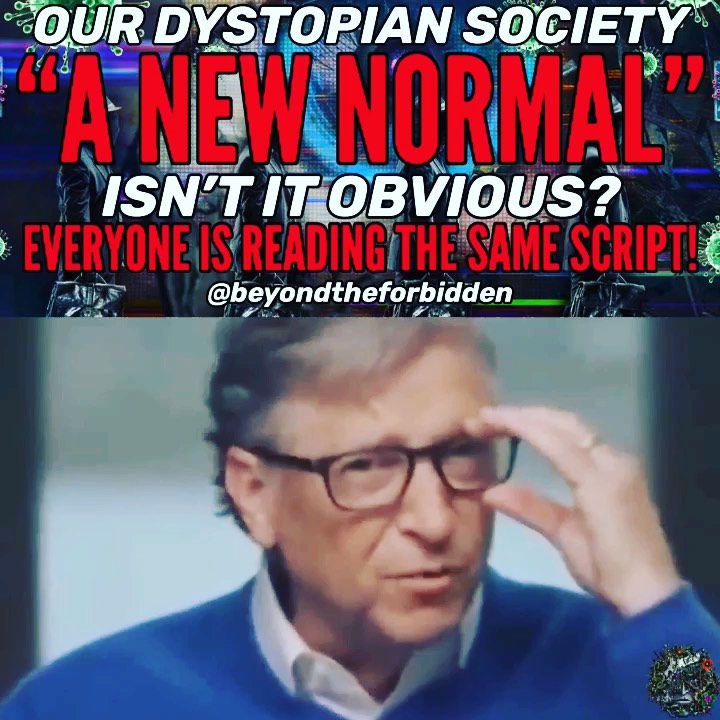 OUR DYSTOPIAN SOCIETY
“A NEW NORMAL”
ISN’T IT OBVIOUS?
EVERYONE IS READING THE SAME SCRIPT!
@beyondtheforbidden